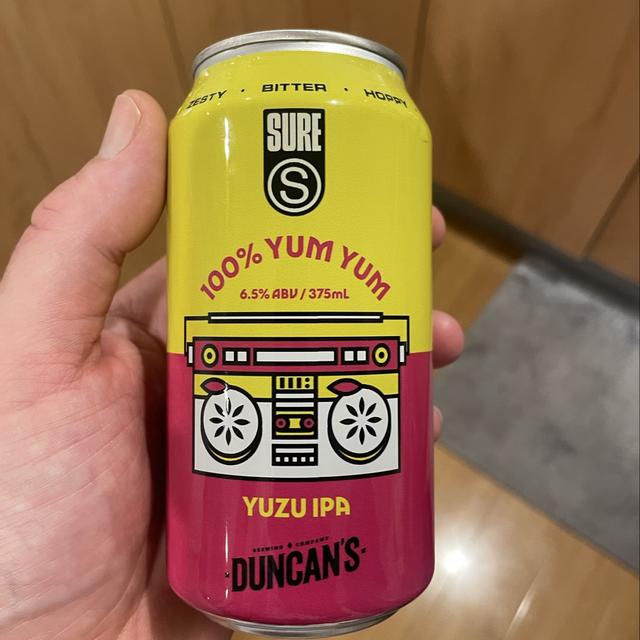 ZESTY · BITTER · HOPPY
SURE
S
100% YUM YUM
6.5% ABV / 375mL
YUZU IPA
BREWING COMPANY
DUNCAN'S